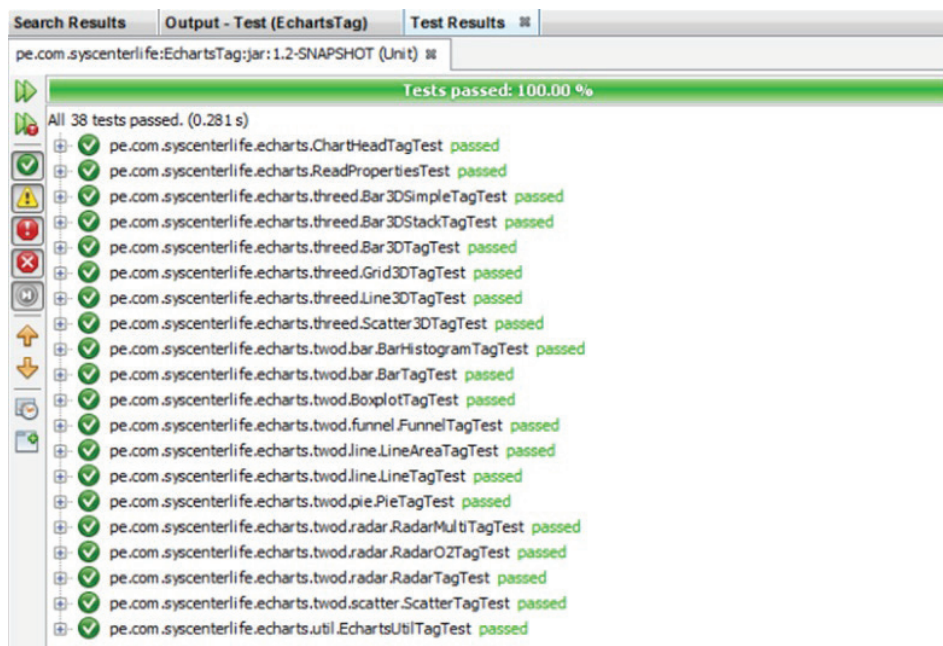 Search Results Output - Test (EchartsTag) Test Results
pe.com.syscenterlife:EchartsTag:jar:1.2-SNAPSHOT (Unit)
Tests passed: 100.00 %
All 38 tests passed. (0.281 s)
pe.com.syscenterlife.echarts.ChartHeadTagTest passed
pe.com.syscenterlife.echarts.ReadPropertiesTest passed
pe.com.syscenterlife.echarts.threed.Bar3DSimpleTagTest passed
pe.com.syscenterlife.echarts.threed.Bar3DStackTagTest passed
pe.com.syscenterlife.echarts.threed.Bar3DTagTest passed
pe.com.syscenterlife.echarts.threed.Grid3DTagTest passed
pe.com.syscenterlife.echarts.threed.Line3DTagTest passed
pe.com.syscenterlife.echarts.threed.Scatter3DTagTest passed
pe.com.syscenterlife.echarts.twod.bar.BarHistogramTagTest passed
pe.com.syscenterlife.echarts.twod.bar.BarTagTest passed
pe.com.syscenterlife.echarts.twod.BoxplotTagTest passed
pe.com.syscenterlife.echarts.twod.funnel.FunnelTagTest passed
pe.com.syscenterlife.echarts.twod.line.LineAreaTagTest passed
pe.com.syscenterlife.echarts.twod.line.LineTagTest passed
pe.com.syscenterlife.echarts.twod.pie.PieTagTest passed
pe.com.syscenterlife.echarts.twod.radar.RadarMultiTagTest passed
pe.com.syscenterlife.echarts.twod.radar.RadarO2TagTest passed
pe.com.syscenterlife.echarts.twod.radar.RadarTagTest passed
pe.com.syscenterlife.echarts.twod.scatter.ScatterTagTest passed
pe.com.syscenterlife.echarts.util.EchartsUtilTagTest passed